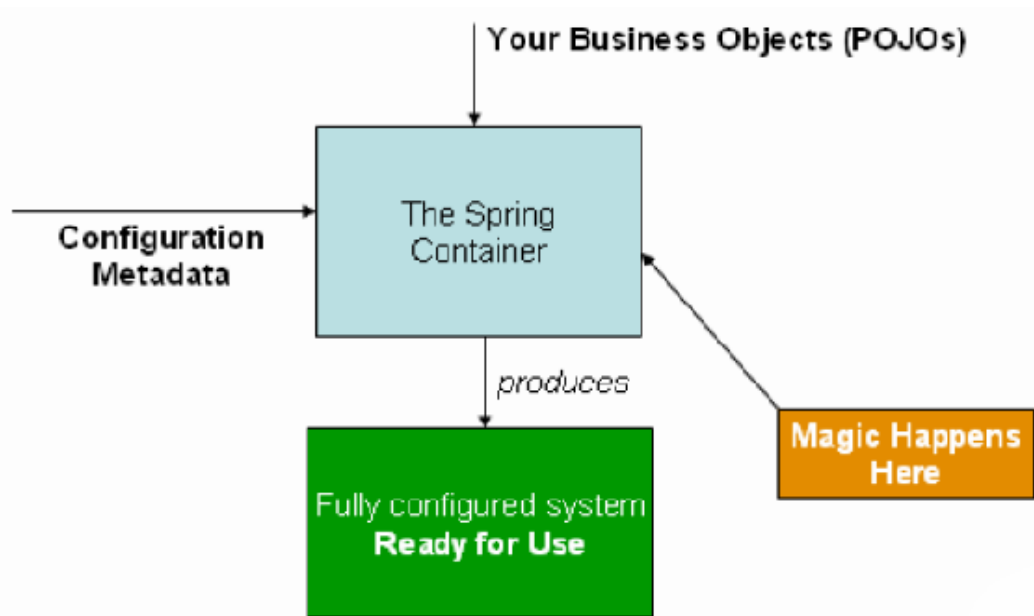 Your Business Objects (POJOs)
The Spring
Container
Configuration
Metadata
produces
Magic Happens
Here
Fully configured system
Ready for Use